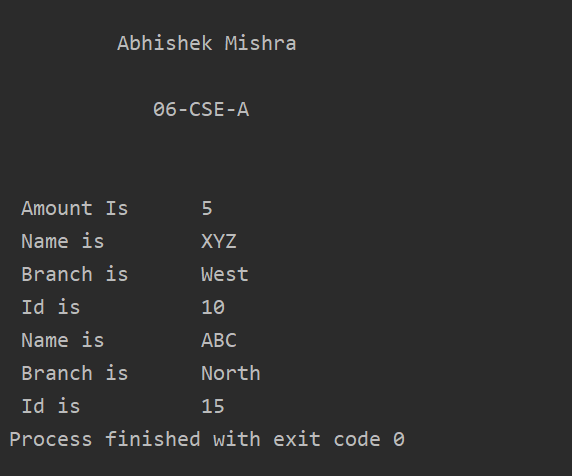 Abhishek Mishra
06-CSE-A
Amount Is 5
Name is XYZ
Branch is West
Id is 10
Name is ABC
Branch is North
Id is 15
Process finished with exit code 0